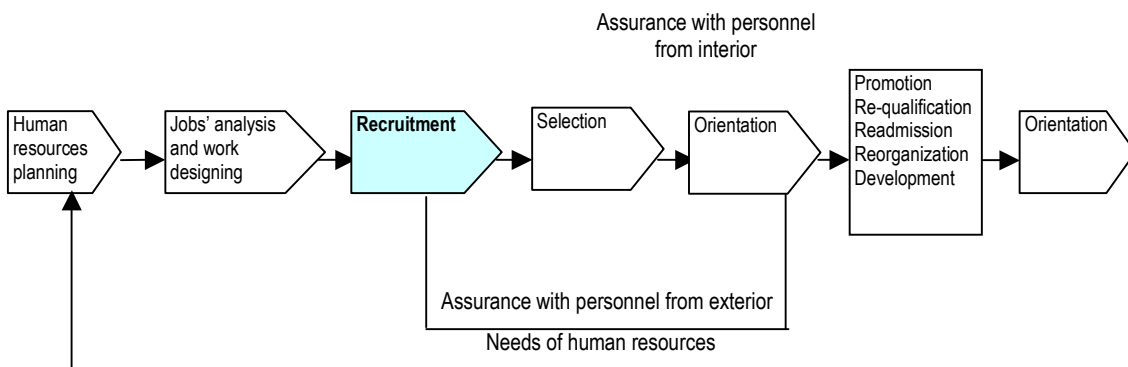 Assurance with personnel
from interior
Human
resources
planning
Jobs' analysis
and work
designing
Recruitment
Selection
Orientation
Promotion
Re-qualification
Readmission
Reorganization
Development
Orientation
Assurance with personnel from exterior
Needs of human resources